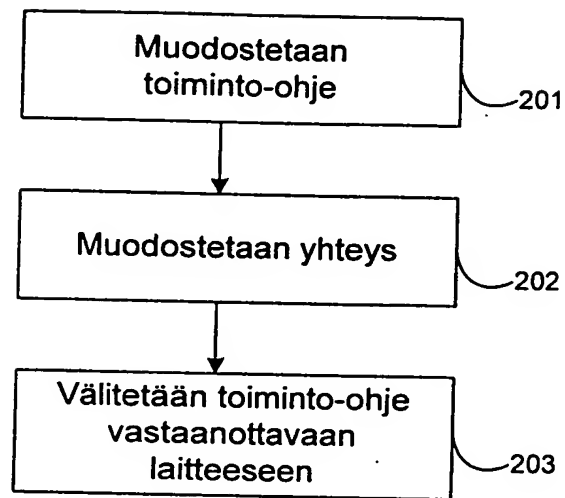 Muodostetaan
toiminto-ohje
201
Muodostetaan yhteys
202
Välitetään toiminto-ohje
vastaanottavaan
laitteeseen
203